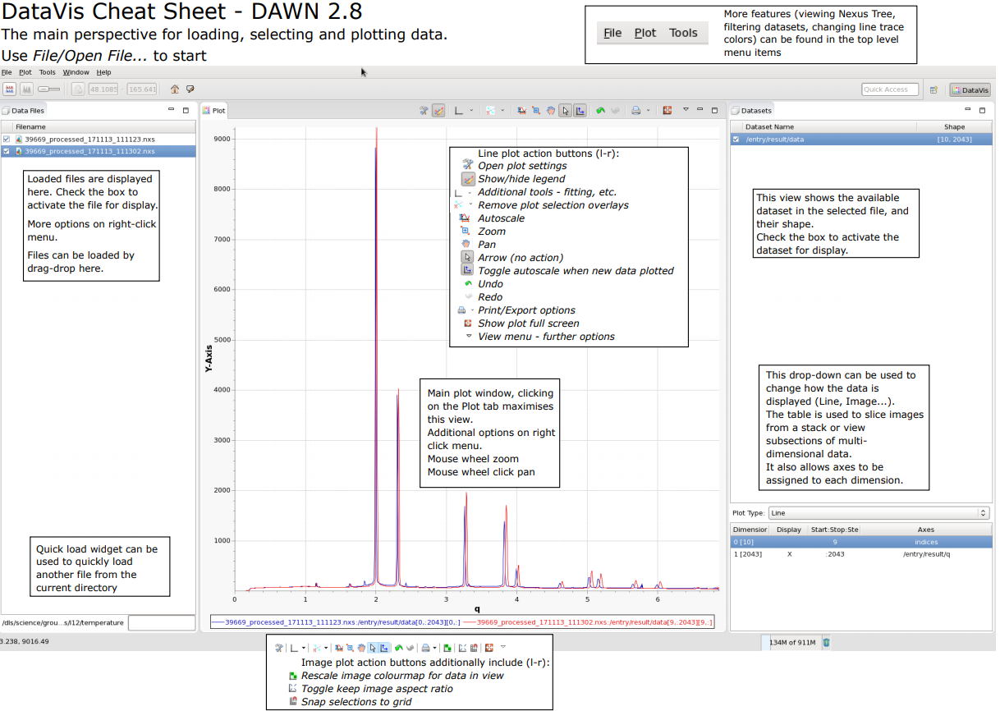 DataVis Cheat Sheet - DAWN 2.8
The main perspective for loading, selecting and plotting data.
Use File/Open File... to start
File Plot Tools
More features (viewing Nexus Tree,
filtering datasets, changing line trace
colors) can be found in the top level
menu items
File Plot Tools Window Help
48.1085 - 165.641
Quick Access
DataVis
Data Files
Filename
39669_processed_171113_111123.nxs
39669_processed_171113_111302.nxs
Loaded files are displayed
here. Check the box to
activate the file for display.
More options on right-click
menu.
Files can be loaded by
drag-drop here.
Quick load widget can be
used to quickly load
another file from the
current directory
/dls/science/grou...s/I12/temperature
3.238, 9016.49
Plot
9000
8000
7000
6000
5000
4000
3000
2000
1000
Y-Axis
0 1 2 3 4 5 6
q
Line plot action buttons (l-r):
Open plot settings
Show/hide legend
Additional tools - fitting, etc.
Remove plot selection overlays
Autoscale
Zoom
Pan
Arrow (no action)
Toggle autoscale when new data plotted
Undo
Redo
Print/Export options
Show plot full screen
View menu - further options
Main plot window, clicking
on the Plot tab maximises
this view.
Additional options on right
click menu.
Mouse wheel zoom
Mouse wheel click pan
39669_processed_171113_111123.nxs:/entry/result/data[0,:2043][0,:]
39669_processed_171113_111302.nxs:/entry/result/data[9,:2043][9,:]
Image plot action buttons additionally include (l-r):
Rescale image colourmap for data in view
Toggle keep image aspect ratio
Snap selections to grid
Datasets
Dataset Name Shape
/entry/result/data [10, 2043]
This view shows the available
dataset in the selected file, and
their shape.
Check the box to activate the
dataset for display.
This drop-down can be used to
change how the data is
displayed (Line, Image...).
The table is used to slice images
from a stack or view
subsections of multi-
dimensional data.
It also allows axes to be
assigned to each dimension.
Plot Type: Line
Dimension Display Start:Stop:Ste Axes
0 [10] 9 indices
1 [2043] X :2043 /entry/result/q
134M of 911M